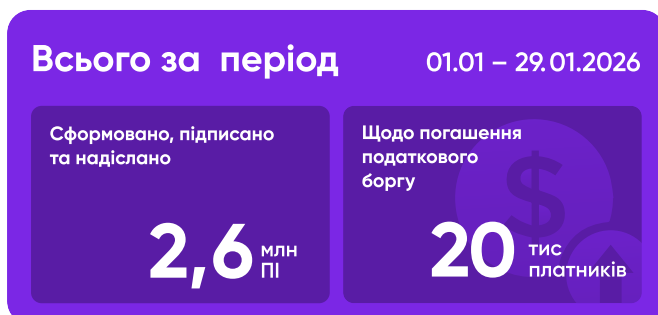 Всього за період
01.01 – 29.01.2026
Сформовано, підписано
та надіслано
2,6 млн
ПІ
Щодо погашення
податкового
боргу
20 тис
платників
$